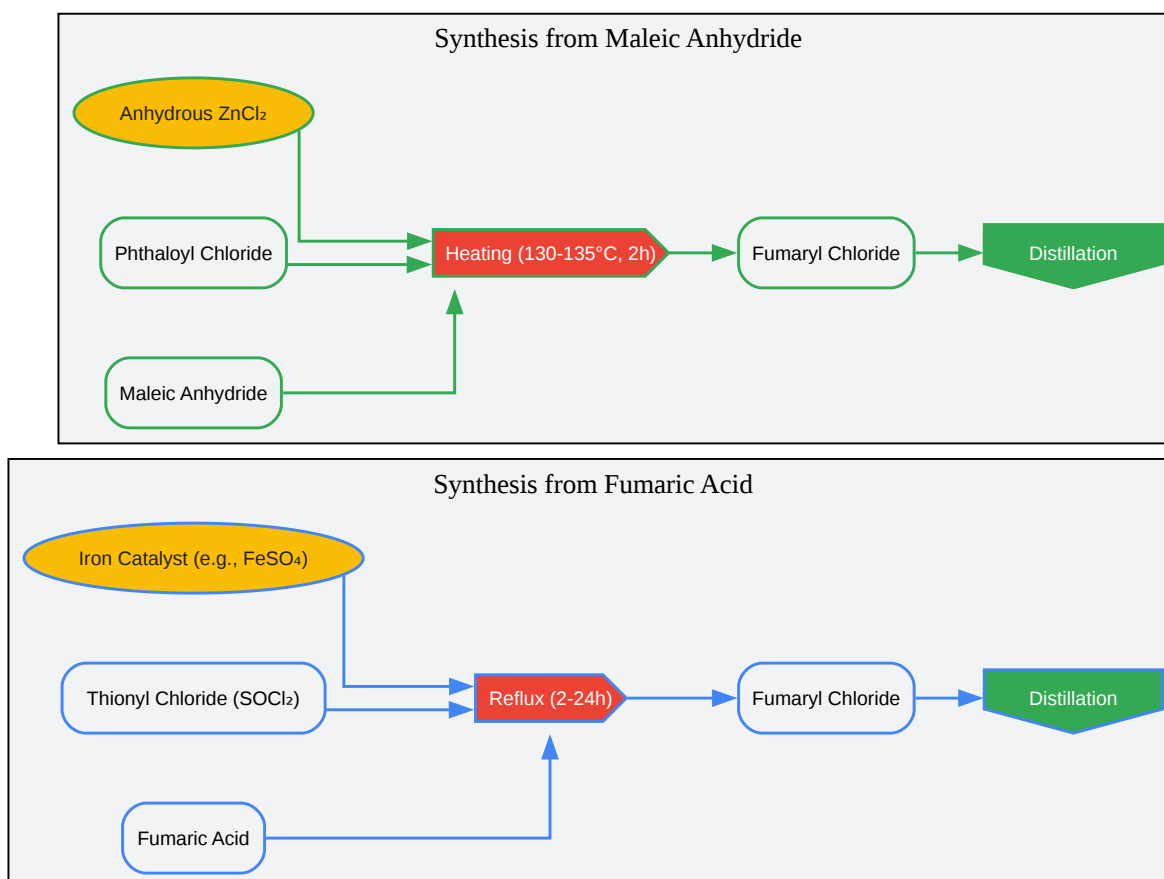 Synthesis from Maleic Anhydride
Anhydrous ZnCl₂
Phthaloyl Chloride
Heating (130-135°C, 2h)
Fumaryl Chloride
Distillation
Maleic Anhydride
Synthesis from Fumaric Acid
Iron Catalyst (e.g., FeSO₄)
Thionyl Chloride (SOCl₂)
Reflux (2-24h)
Fumaryl Chloride
Distillation
Fumaric Acid